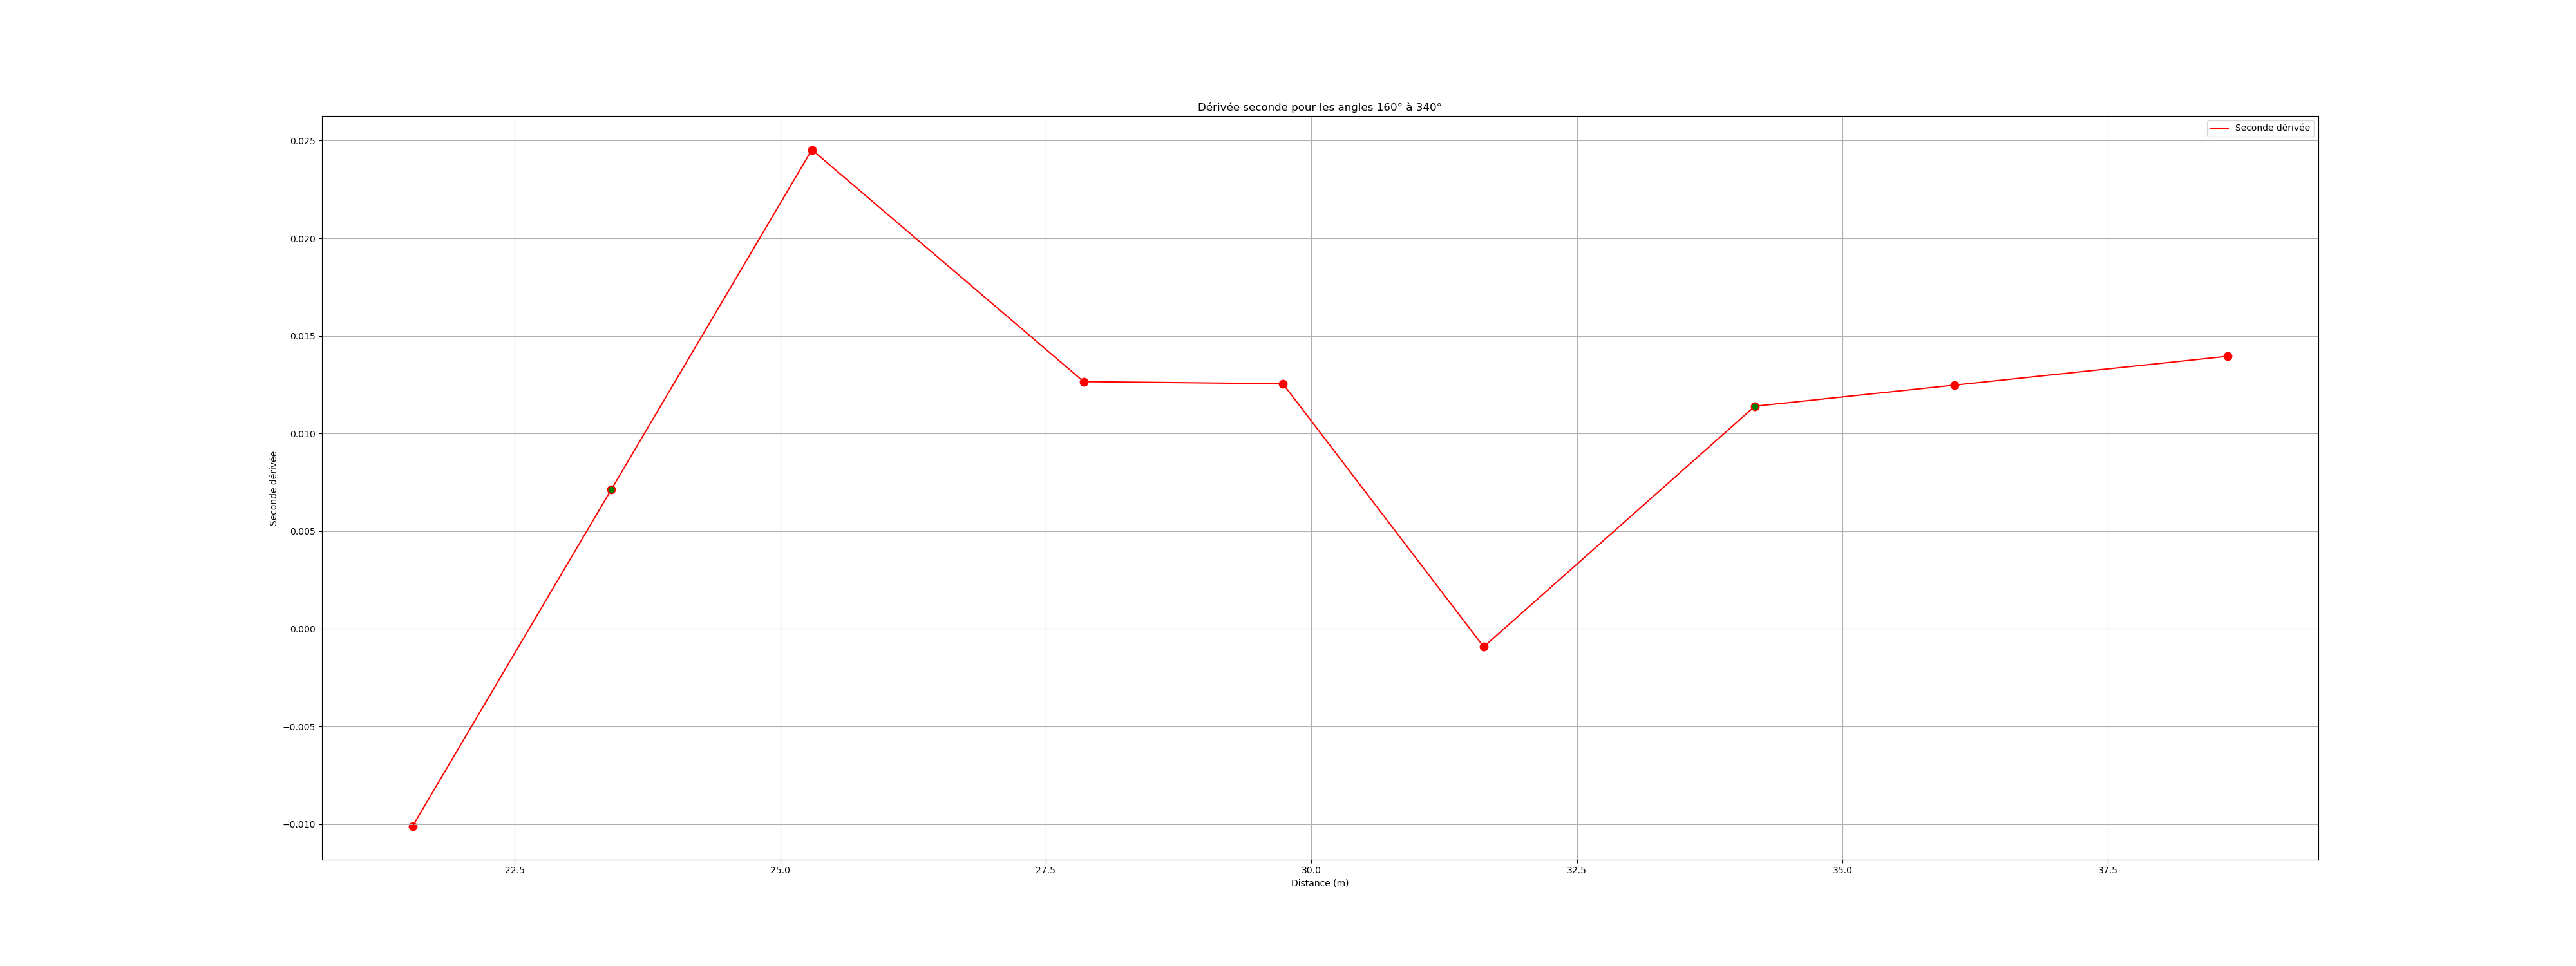 Dérivée seconde pour les angles 160° à 340°
Seconde dérivée
0.025
0.020
0.015
0.010
0.005
0.000
−0.005
−0.010
Seconde dérivée
22.5 25.0 27.5 30.0 32.5 35.0 37.5
Distance (m)